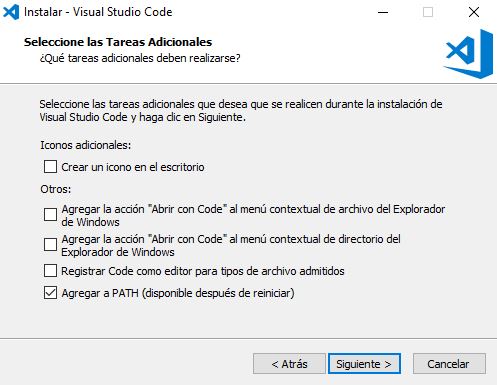 Instalar - Visual Studio Code
Seleccione las Tareas Adicionales
¿Qué tareas adicionales deben realizarse?
Seleccione las tareas adicionales que desea que se realicen durante la instalación de
Visual Studio Code y haga clic en Siguiente.
Iconos adicionales:
Crear un icono en el escritorio
Otros:
Agregar la acción "Abrir con Code" al menú contextual de archivo del Explorador
de Windows
Agregar la acción "Abrir con Code" al menú contextual de directorio del
Explorador de Windows
Registrar Code como editor para tipos de archivo admitidos
Agregar a PATH (disponible después de reiniciar)
< Atrás
Siguiente >
Cancelar